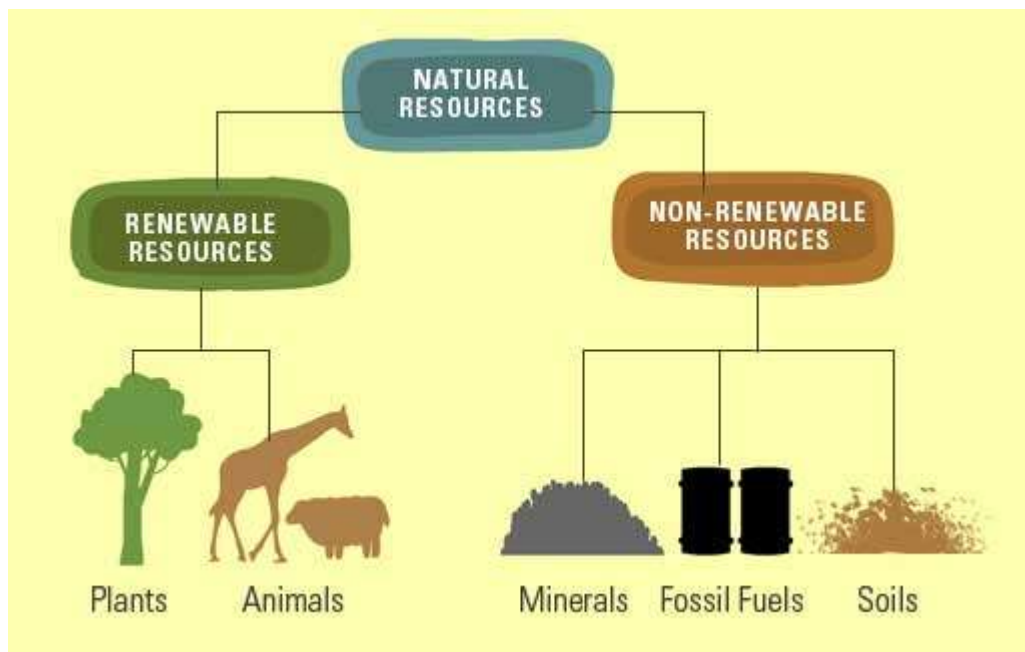 NATURAL
RESOURCES
RENEWABLE
RESOURCES
NON-RENEWABLE
RESOURCES
Plants
Animals
Minerals
Fossil Fuels
Soils